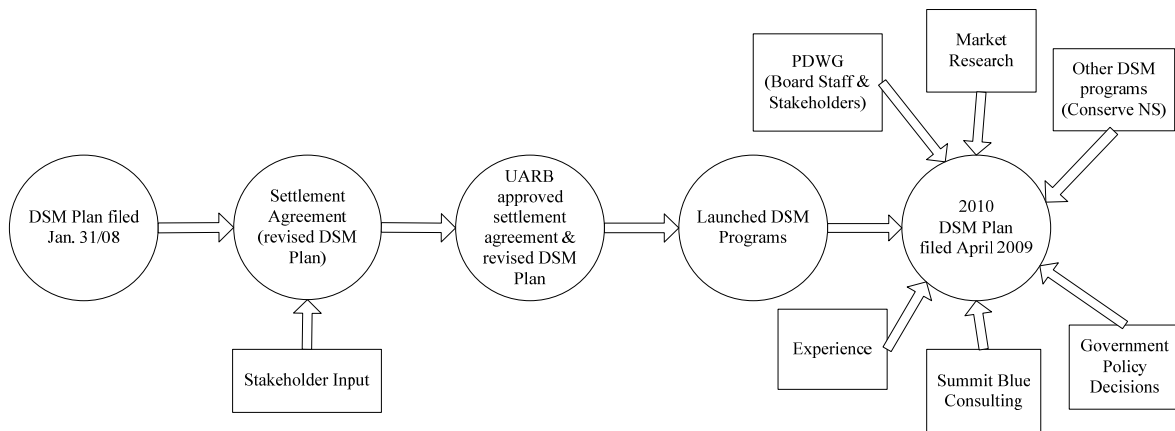 DSM Plan filed
Jan. 31/08
Settlement
Agreement
(revised DSM
Plan)
Stakeholder Input
UARB
approved
settlement
agreement &
revised DSM
Plan
Launched DSM
Programs
2010
DSM Plan
filed April 2009
PDWG
(Board Staff &
Stakeholders)
Market
Research
Other DSM
programs
(Conserve NS)
Experience
Summit Blue
Consulting
Government
Policy
Decisions